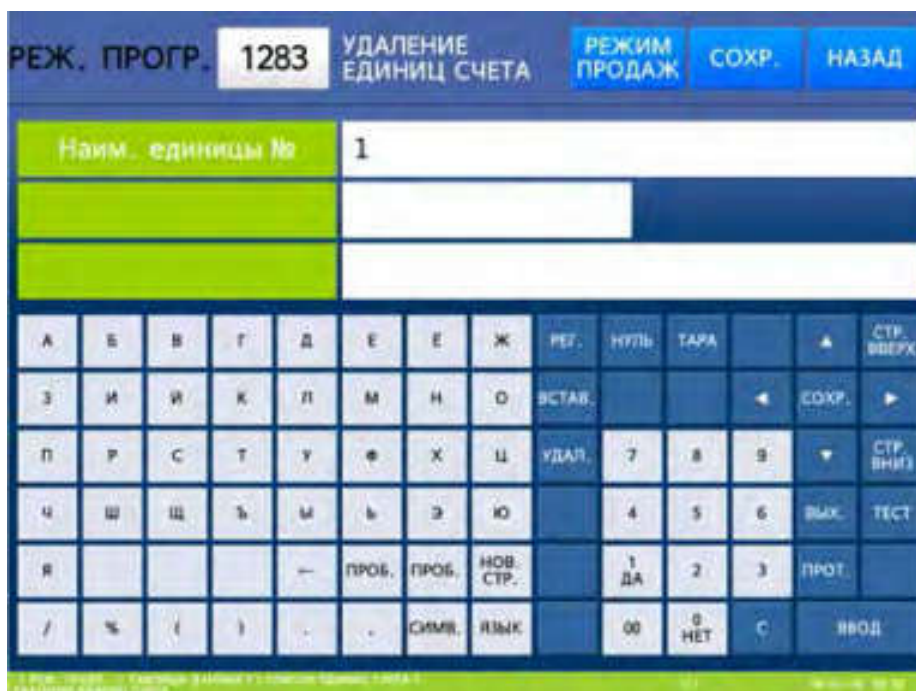 РЕЖ. ПРОГР. 1283 УДАЛЕНИЕ ЕДИНИЦ СЧЕТА РЕЖИМ ПРОДАЖ СОХР. НАЗАД
Наим. единицы № 1
А Б В Г Д Е Ё Ж РЕГ. НУЛЬ ТАРА ▲ СТР. ВВЕРХ
З И Й К Л М Н О ВСТАВ. ◀ СОХР. ▶
П Р С Т У Ф Х Ц УДАЛ. 7 8 9 ▼ СТР. ВНИЗ
Ч Ш Щ Ъ Ы Ь Э Ю 4 5 6 ВЫХ. ТЕСТ
Я ← ПРОБ. ПРОБ. НОВ. СТР. 1 ДА 2 3 ПРОТ.
/ % ( ) . СИМВ. ЯЗЫК 00 0 НЕТ C ВВОД